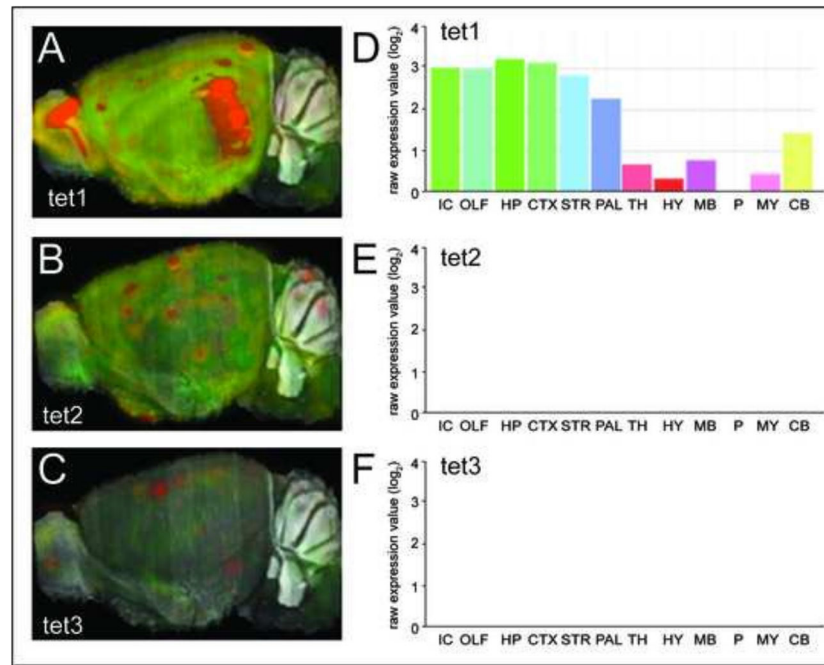 A
tet1
D
tet1
raw expression value (log2)
4
3
2
1
0
IC OLF HP CTX STR PAL TH HY MB P MY CB
B
tet2
E
tet2
raw expression value (log2)
4
3
2
1
0
IC OLF HP CTX STR PAL TH HY MB P MY CB
C
tet3
F
tet3
raw expression value (log2)
4
3
2
1
0
IC OLF HP CTX STR PAL TH HY MB P MY CB